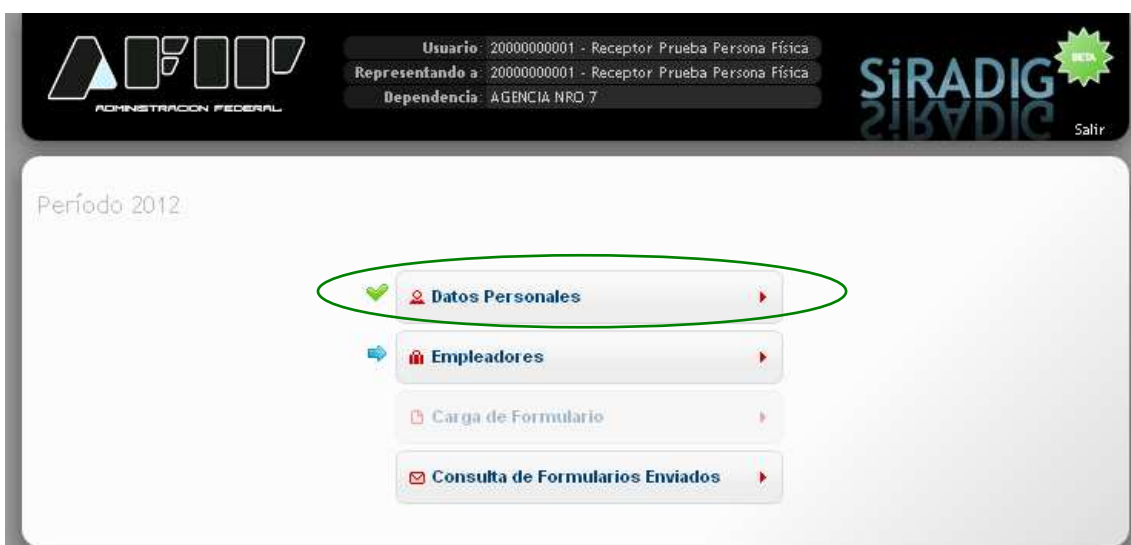 AFIP
ADMINISTRACION FEDERAL
Usuario: 20000000001 - Receptor Prueba Persona Física
Representando a: 20000000001 - Receptor Prueba Persona Física
Dependencia: AGENCIA NRO 7
SiRADIG
BETA
Salir
Período 2012
Datos Personales
Empleadores
Carga de Formulario
Consulta de Formularios Enviados